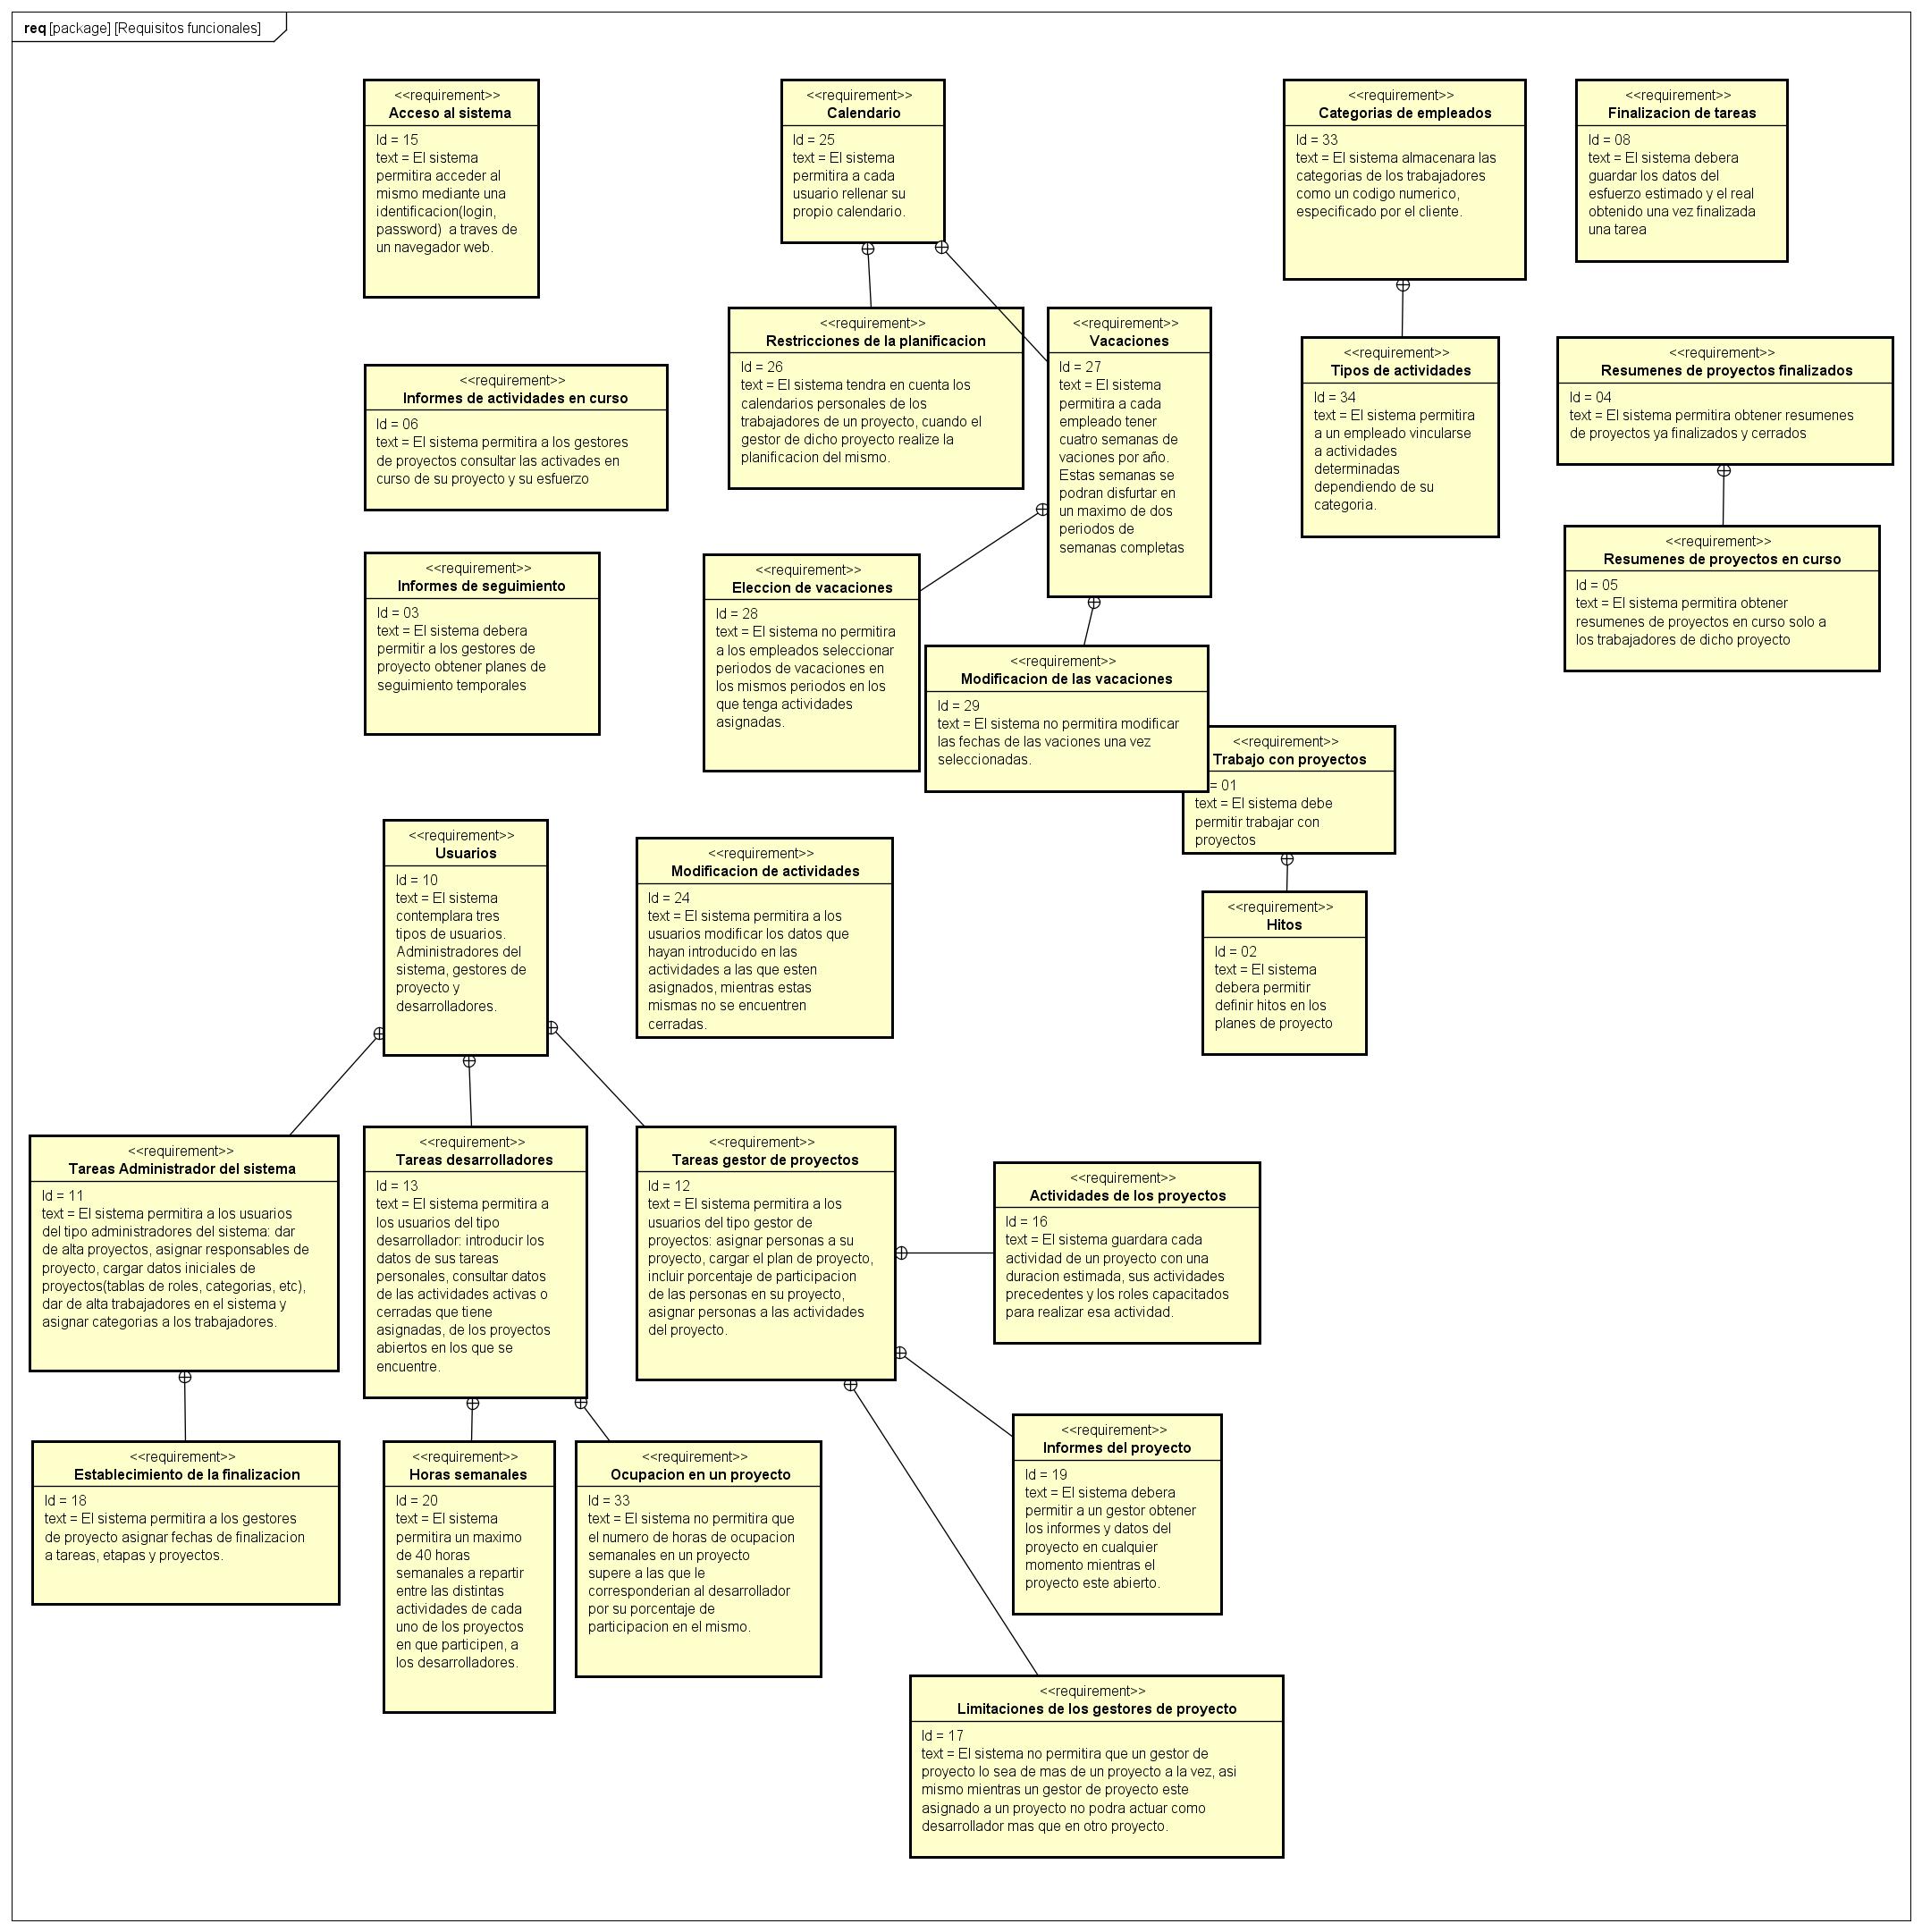 req [package] [Requisitos funcionales]
<<requirement>>
Acceso al sistema
Id = 15
text = El sistema
permitira acceder al
mismo mediante una
identificacion(login,
password)  a traves de
un navegador web.
<<requirement>>
Calendario
Id = 25
text = El sistema
permitira a cada
usuario rellenar su
propio calendario.
<<requirement>>
Categorias de empleados
Id = 33
text = El sistema almacenara las
categorias de los trabajadores
como un codigo numerico,
especificado por el cliente.
<<requirement>>
Finalizacion de tareas
Id = 08
text = El sistema debera
guardar los datos del
esfuerzo estimado y el real
obtenido una vez finalizada
una tarea
<<requirement>>
Restricciones de la planificacion
Id = 26
text = El sistema tendra en cuenta los
calendarios personales de los
trabajadores de un proyecto, cuando el
gestor de dicho proyecto realize la
planificacion del mismo.
<<requirement>>
Vacaciones
Id = 27
text = El sistema
permitira a cada
empleado tener
cuatro semanas de
vaciones por año.
Estas semanas se
podran disfurtar en
un maximo de dos
periodos de
semanas completas
<<requirement>>
Tipos de actividades
Id = 34
text = El sistema permitira
a un empleado vincularse
a actividades
determinadas
dependiendo de su
categoria.
<<requirement>>
Resumenes de proyectos finalizados
Id = 04
text = El sistema permitira obtener resumenes
de proyectos ya finalizados y cerrados
<<requirement>>
Informes de actividades en curso
Id = 06
text = El sistema permitira a los gestores
de proyectos consultar las activades en
curso de su proyecto y su esfuerzo
<<requirement>>
Resumenes de proyectos en curso
Id = 05
text = El sistema permitira obtener
resumenes de proyectos en curso solo a
los trabajadores de dicho proyecto
<<requirement>>
Informes de seguimiento
Id = 03
text = El sistema debera
permitir a los gestores de
proyecto obtener planes de
seguimiento temporales
<<requirement>>
Eleccion de vacaciones
Id = 28
text = El sistema no permitira
a los empleados seleccionar
periodos de vacaciones en
los mismos periodos en los
que tenga actividades
asignadas.
<<requirement>>
Modificacion de las vacaciones
Id = 29
text = El sistema no permitira modificar
las fechas de las vaciones una vez
seleccionadas.
<<requirement>>
Trabajo con proyectos
= 01
text = El sistema debe
permitir trabajar con
proyectos
<<requirement>>
Usuarios
Id = 10
text = El sistema
contemplara tres
tipos de usuarios.
Administradores del
sistema, gestores de
proyecto y
desarrolladores.
<<requirement>>
Modificacion de actividades
Id = 24
text = El sistema permitira a los
usuarios modificar los datos que
hayan introducido en las
actividades a las que esten
asignados, mientras estas
mismas no se encuentren
cerradas.
<<requirement>>
Hitos
Id = 02
text = El sistema
debera permitir
definir hitos en los
planes de proyecto
<<requirement>>
Tareas Administrador del sistema
Id = 11
text = El sistema permitira a los usuarios
del tipo administradores del sistema: dar
de alta proyectos, asignar responsables de
proyecto, cargar datos iniciales de
proyectos(tablas de roles, categorias, etc),
dar de alta trabajadores en el sistema y
asignar categorias a los trabajadores.
<<requirement>>
Tareas desarrolladores
Id = 13
text = El sistema permitira a
los usuarios del tipo
desarrollador: introducir los
datos de sus tareas
personales, consultar datos
de las actividades activas o
cerradas que tiene
asignadas, de los proyectos
abiertos en los que se
encuentre.
<<requirement>>
Tareas gestor de proyectos
Id = 12
text = El sistema permitira a los
usuarios del tipo gestor de
proyectos: asignar personas a su
proyecto, cargar el plan de proyecto,
incluir porcentaje de participacion
de las personas en su proyecto,
asignar personas a las actividades
del proyecto.
<<requirement>>
Actividades de los proyectos
Id = 16
text = El sistema guardara cada
actividad de un proyecto con una
duracion estimada, sus actividades
precedentes y los roles capacitados
para realizar esa actividad.
<<requirement>>
Establecimiento de la finalizacion
Id = 18
text = El sistema permitira a los gestores
de proyecto asignar fechas de finalizacion
a tareas, etapas y proyectos.
<<requirement>>
Horas semanales
Id = 20
text = El sistema
permitira un maximo
de 40 horas
semanales a repartir
entre las distintas
actividades de cada
uno de los proyectos
en que participen, a
los desarrolladores.
<<requirement>>
Ocupacion en un proyecto
Id = 33
text = El sistema no permitira que
el numero de horas de ocupacion
semanales en un proyecto
supere a las que le
corresponderian al desarrollador
por su porcentaje de
participacion en el mismo.
<<requirement>>
Informes del proyecto
Id = 19
text = El sistema debera
permitir a un gestor obtener
los informes y datos del
proyecto en cualquier
momento mientras el
proyecto este abierto.
<<requirement>>
Limitaciones de los gestores de proyecto
Id = 17
text = El sistema no permitira que un gestor de
proyecto lo sea de mas de un proyecto a la vez, asi
mismo mientras un gestor de proyecto este
asignado a un proyecto no podra actuar como
desarrollador mas que en otro proyecto.